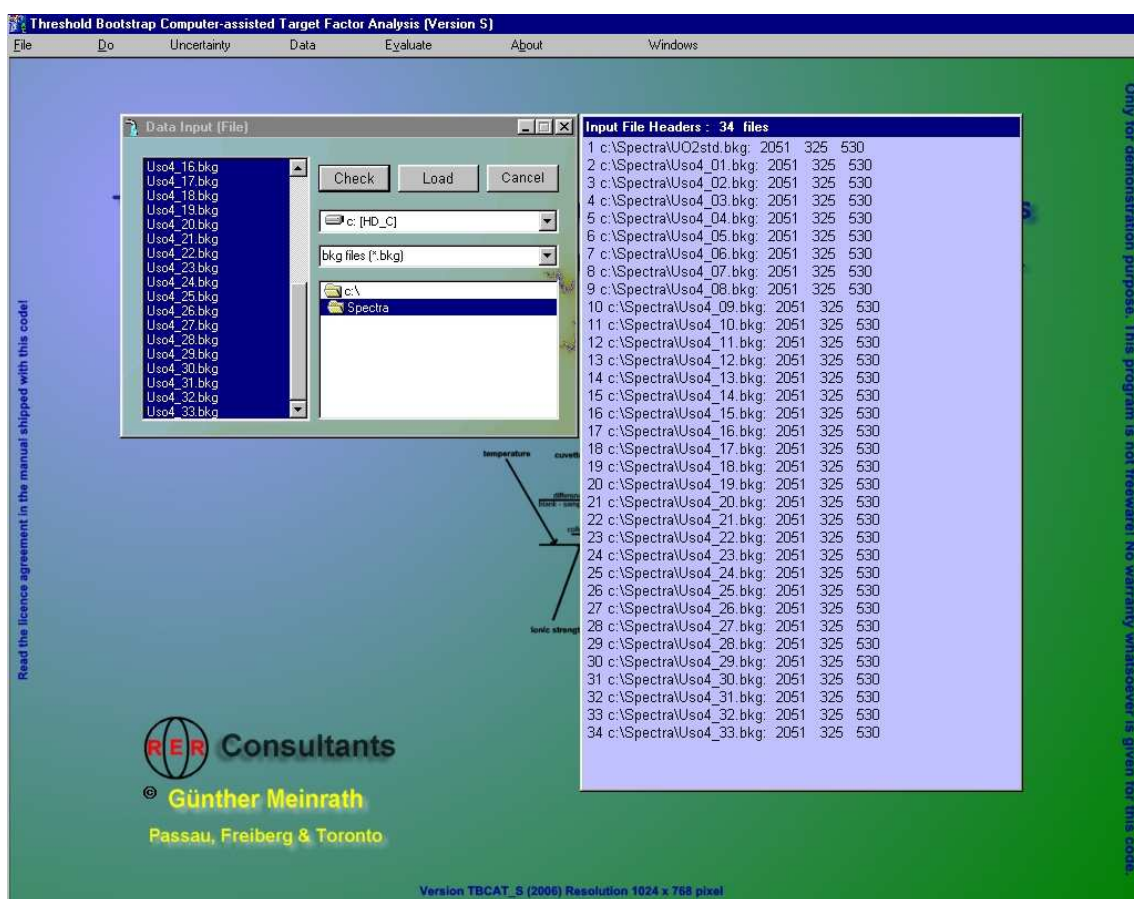 Threshold Bootstrap Computer-assisted Target Factor Analysis (Version S)
File Do Uncertainty Data Evaluate About Windows
Data Input (File)
Uso4_16.bkg
Uso4_17.bkg
Uso4_18.bkg
Uso4_19.bkg
Uso4_20.bkg
Uso4_21.bkg
Uso4_22.bkg
Uso4_23.bkg
Uso4_24.bkg
Uso4_25.bkg
Uso4_26.bkg
Uso4_27.bkg
Uso4_28.bkg
Uso4_29.bkg
Uso4_30.bkg
Uso4_31.bkg
Uso4_32.bkg
Uso4_33.bkg
Check Load Cancel
c: [HD_C]
bkg files (*.bkg)
c:\
Spectra
Input File Headers : 34 files
1 c:\Spectra\UO2std.bkg: 2051 325 530
2 c:\Spectra\Uso4_01.bkg: 2051 325 530
3 c:\Spectra\Uso4_02.bkg: 2051 325 530
4 c:\Spectra\Uso4_03.bkg: 2051 325 530
5 c:\Spectra\Uso4_04.bkg: 2051 325 530
6 c:\Spectra\Uso4_05.bkg: 2051 325 530
7 c:\Spectra\Uso4_06.bkg: 2051 325 530
8 c:\Spectra\Uso4_07.bkg: 2051 325 530
9 c:\Spectra\Uso4_08.bkg: 2051 325 530
10 c:\Spectra\Uso4_09.bkg: 2051 325 530
11 c:\Spectra\Uso4_10.bkg: 2051 325 530
12 c:\Spectra\Uso4_11.bkg: 2051 325 530
13 c:\Spectra\Uso4_12.bkg: 2051 325 530
14 c:\Spectra\Uso4_13.bkg: 2051 325 530
15 c:\Spectra\Uso4_14.bkg: 2051 325 530
16 c:\Spectra\Uso4_15.bkg: 2051 325 530
17 c:\Spectra\Uso4_16.bkg: 2051 325 530
18 c:\Spectra\Uso4_17.bkg: 2051 325 530
19 c:\Spectra\Uso4_18.bkg: 2051 325 530
20 c:\Spectra\Uso4_19.bkg: 2051 325 530
21 c:\Spectra\Uso4_20.bkg: 2051 325 530
22 c:\Spectra\Uso4_21.bkg: 2051 325 530
23 c:\Spectra\Uso4_22.bkg: 2051 325 530
24 c:\Spectra\Uso4_23.bkg: 2051 325 530
25 c:\Spectra\Uso4_24.bkg: 2051 325 530
26 c:\Spectra\Uso4_25.bkg: 2051 325 530
27 c:\Spectra\Uso4_26.bkg: 2051 325 530
28 c:\Spectra\Uso4_27.bkg: 2051 325 530
29 c:\Spectra\Uso4_28.bkg: 2051 325 530
30 c:\Spectra\Uso4_29.bkg: 2051 325 530
31 c:\Spectra\Uso4_30.bkg: 2051 325 530
32 c:\Spectra\Uso4_31.bkg: 2051 325 530
33 c:\Spectra\Uso4_32.bkg: 2051 325 530
34 c:\Spectra\Uso4_33.bkg: 2051 325 530
temperature
Read the licence agreement in the manual shipped with this code!
Only for demonstration purpose. This program is not freeware! No warranty whatsoever is given for this code.
RER Consultants
© Günther Meinrath
Passau, Freiberg & Toronto
Version TBCAT_S (2006) Resolution 1024 x 768 pixel